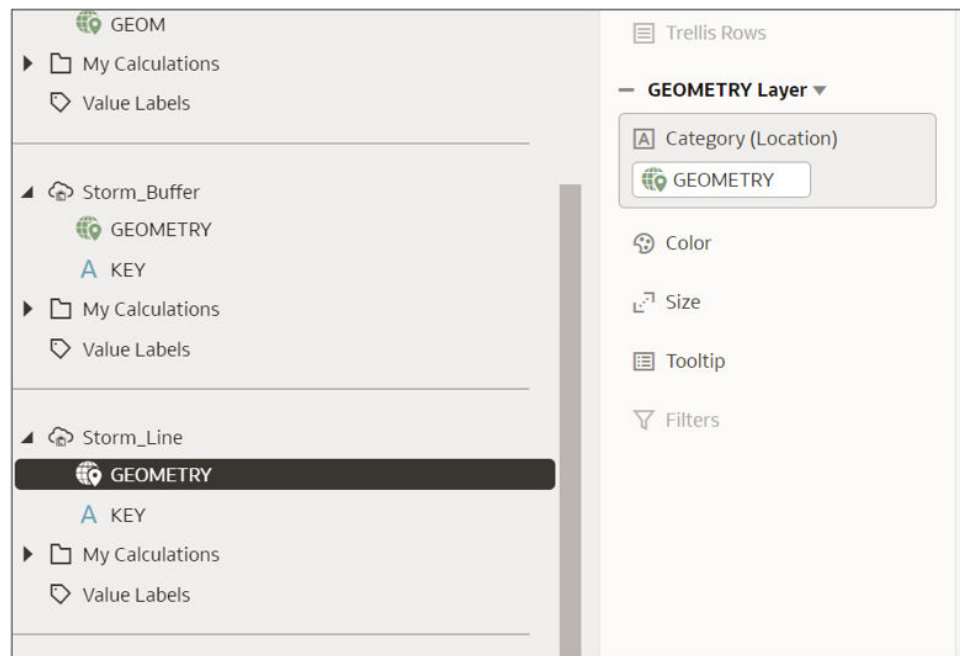 GEOM
My Calculations
Value Labels
Storm_Buffer
GEOMETRY
A KEY
My Calculations
Value Labels
Storm_Line
GEOMETRY
A KEY
My Calculations
Value Labels
Trellis Rows
GEOMETRY Layer
A Category (Location)
GEOMETRY
Color
Size
Tooltip
Filters